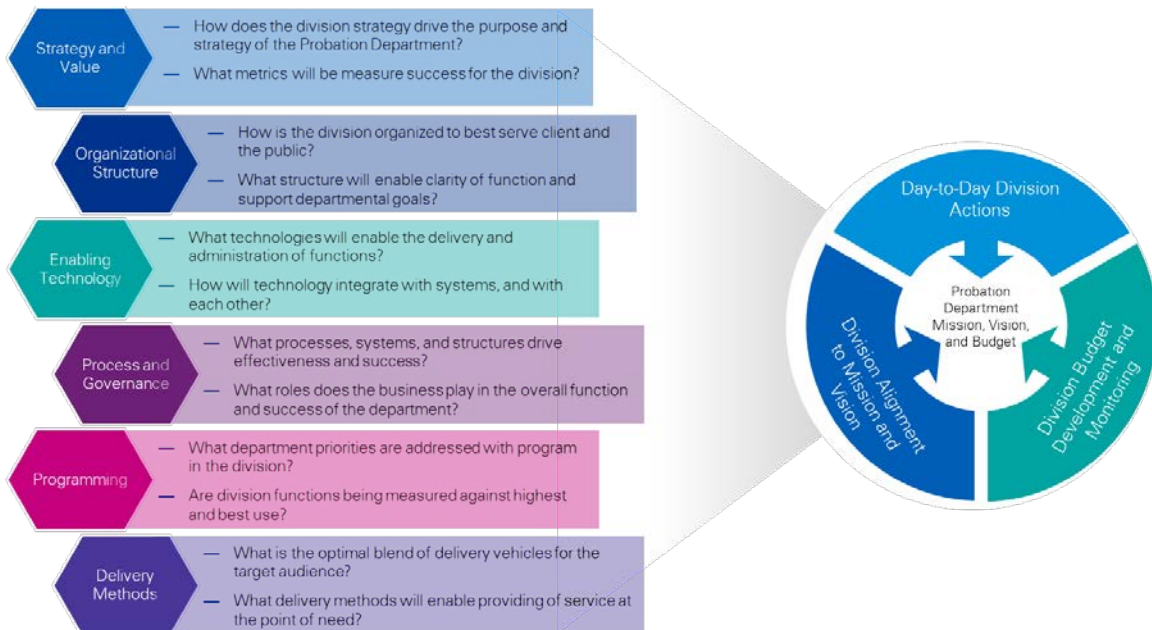 Strategy and
Value
— How does the division strategy drive the purpose and
strategy of the Probation Department?
— What metrics will be measure success for the division?
Organizational
Structure
— How is the division organized to best serve client and
the public?
— What structure will enable clarity of function and
support departmental goals?
Enabling
Technology
— What technologies will enable the delivery and
administration of functions?
— How will technology integrate with systems, and with
each other?
Process and
Governance
— What processes, systems, and structures drive
effectiveness and success?
— What roles does the business play in the overall function
and success of the department?
Programming
— What department priorities are addressed with program
in the division?
— Are division functions being measured against highest
and best use?
Delivery
Methods
— What is the optimal blend of delivery vehicles for the
target audience?
— What delivery methods will enable providing of service at
the point of need?
Day-to-Day Division
Actions
Probation
Department
Mission, Vision,
and Budget
Division Alignment
to Mission and
Vision
Division Budget
Development and
Monitoring